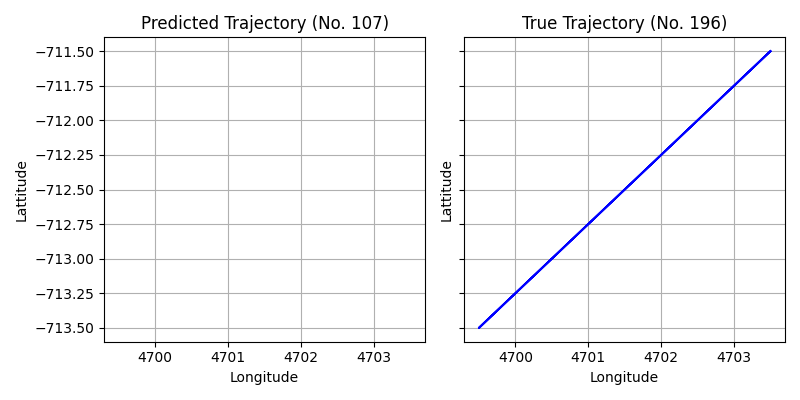 Predicted Trajectory (No. 107)
−711.50
−711.75
−712.00
−712.25
−712.50
−712.75
−713.00
−713.25
−713.50
Lattitude
4700
4701
4702
4703
Longitude
True Trajectory (No. 196)
Lattitude
4700
4701
4702
4703
Longitude